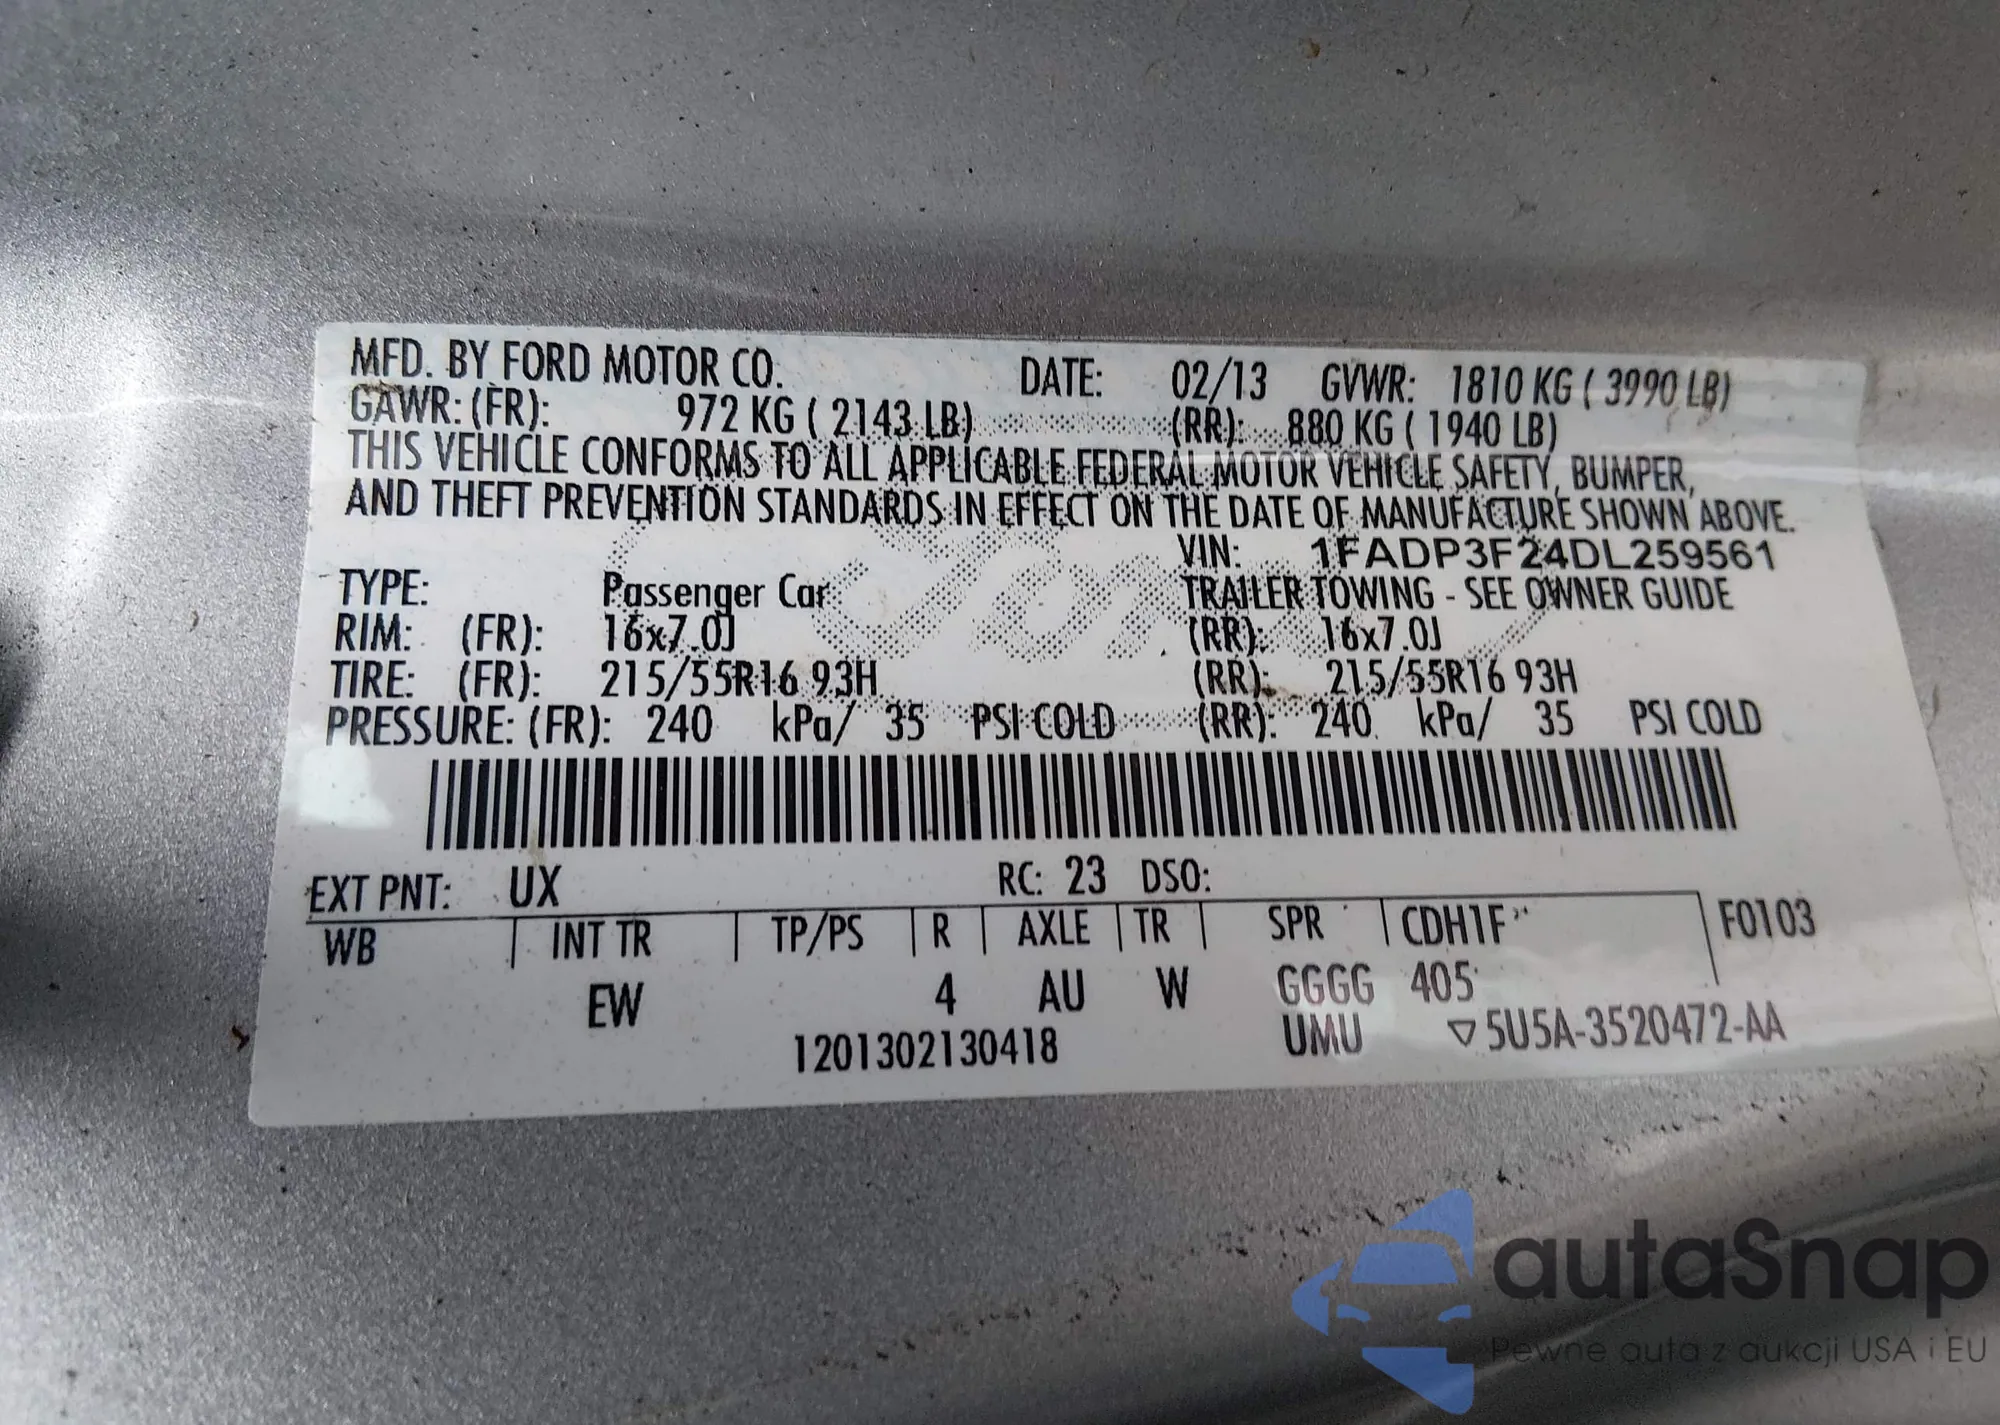 MFD. BY FORD MOTOR CO. DATE: 02/13 GVWR: 1810 KG ( 3990 LB)
GAWR: (FR): 972 KG ( 2143 LB) (RR): 880 KG ( 1940 LB)
THIS VEHICLE CONFORMS TO ALL APPLICABLE FEDERAL MOTOR VEHICLE SAFETY, BUMPER,
AND THEFT PREVENTION STANDARDS IN EFFECT ON THE DATE OF MANUFACTURE SHOWN ABOVE.
VIN: 1FADP3F24DL259561
TYPE: Passenger Car TRAILER TOWING - SEE OWNER GUIDE
RIM: (FR): 16x7.0J (RR): 16x7.0J
TIRE: (FR): 215/55R16 93H (RR): 215/55R16 93H
PRESSURE: (FR): 240 kPa/ 35 PSI COLD (RR): 240 kPa/ 35 PSI COLD
EXT PNT: UX RC: 23 DSO:
WB INT TR TP/PS R AXLE TR SPR CDH1F F0103
EW 4 AU W GGGG 405
1201302130418 UMU ▽5U5A-3520472-AA
autaSnap
Pewne auta z aukcji USA i EU